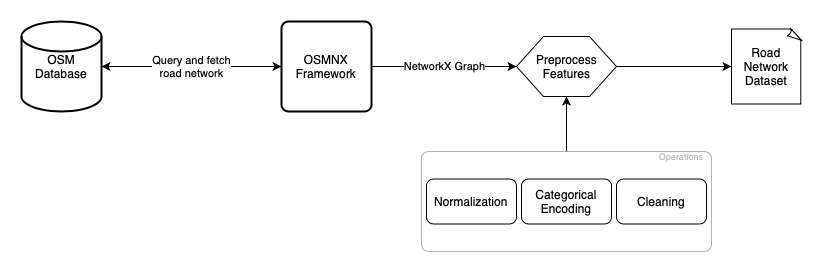 OSM
Database
Query and fetch
road network
OSMNX
Framework
NetworkX Graph
Preprocess
Features
Road
Network
Dataset
Operations
Normalization
Categorical
Encoding
Cleaning